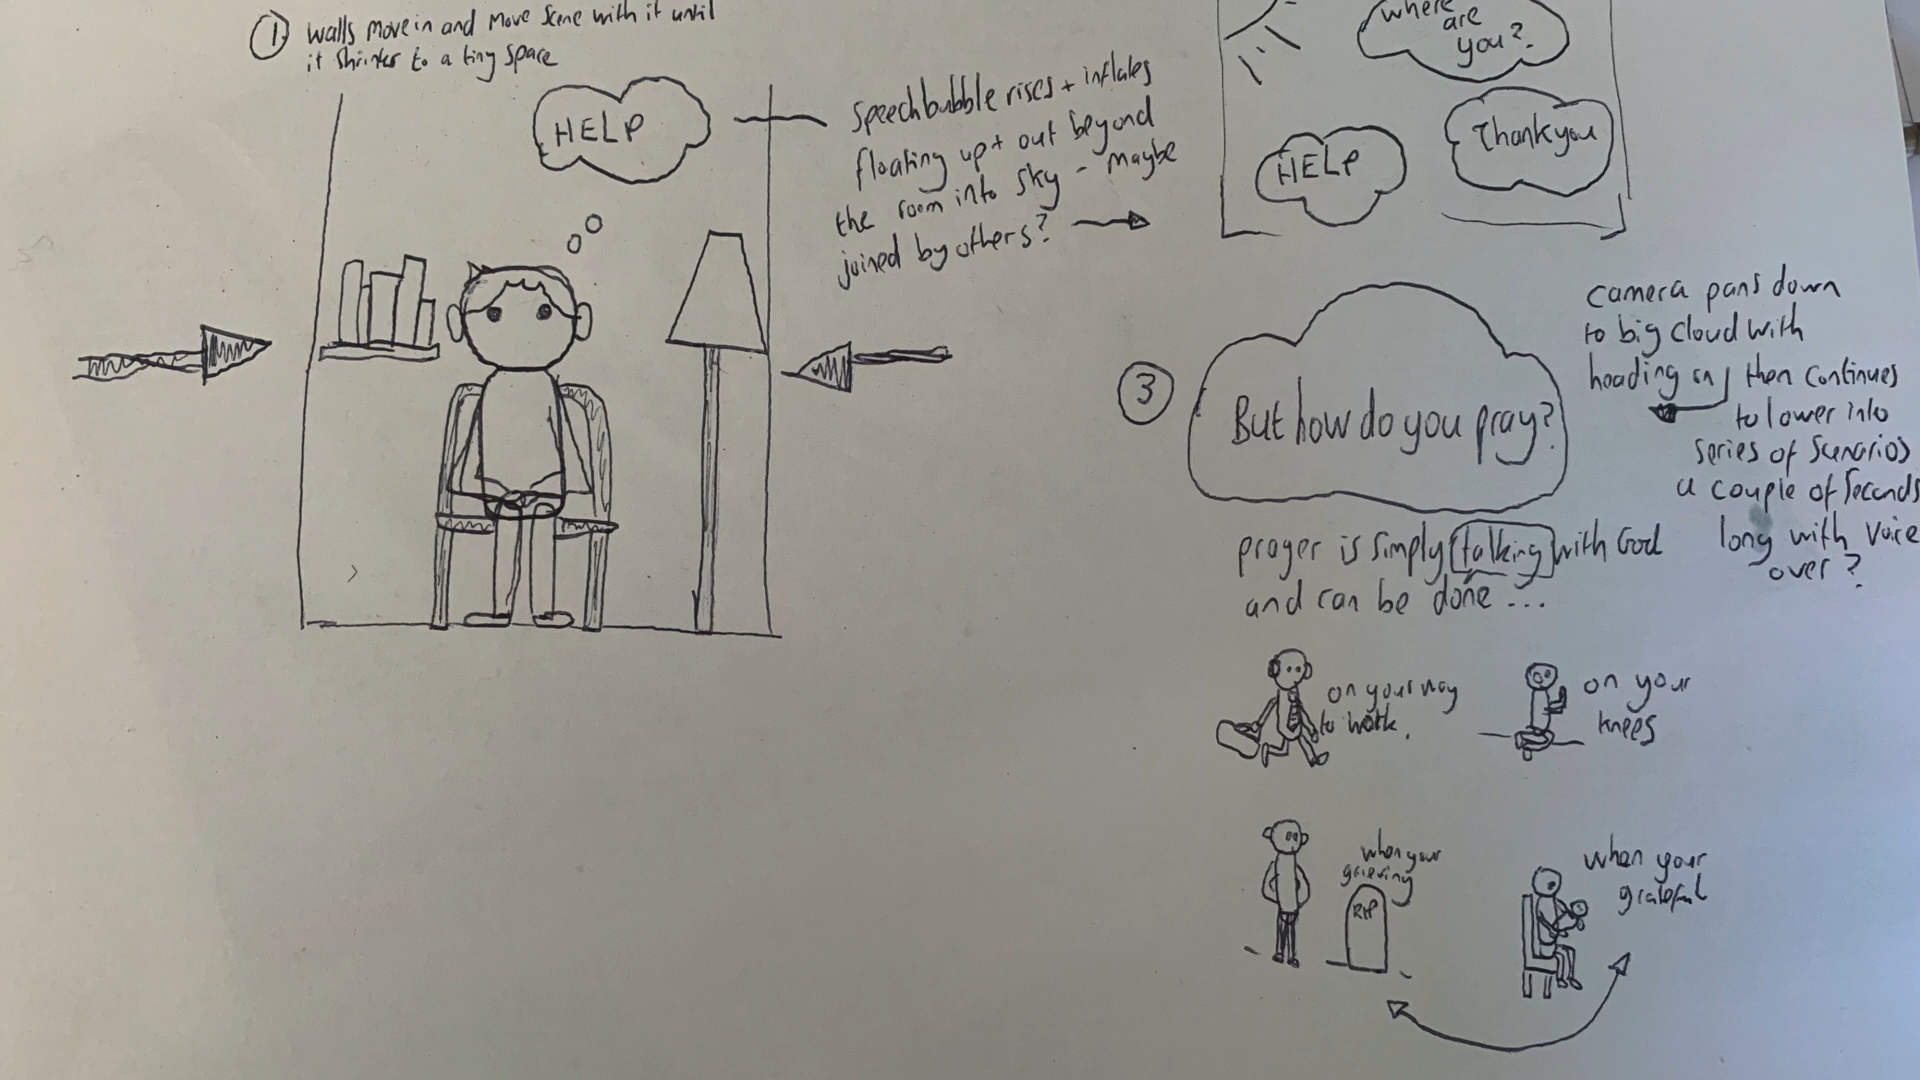 1 walls move in and move scene with it until
it shrinks to a tiny space
HELP
Speech bubble rises + inflates
floating up + out beyond
the room into sky - maybe
joined by others?
where
are
you?
Thank you
HELP
3
But how do you pray?
camera pans down
to big cloud with
heading on then continues
to lower into
series of scenarios
a couple of seconds
long with voice
over?
prayer is simply talking with God
and can be done ...
on your way
to work.
on your
knees
when your
grieving
RIP
when your
grateful